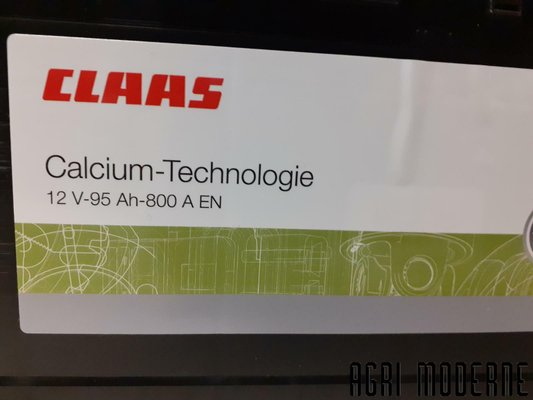 CLAAS
Calcium-Technologie
12 V-95 Ah-800 A EN
AGRI MODERNE